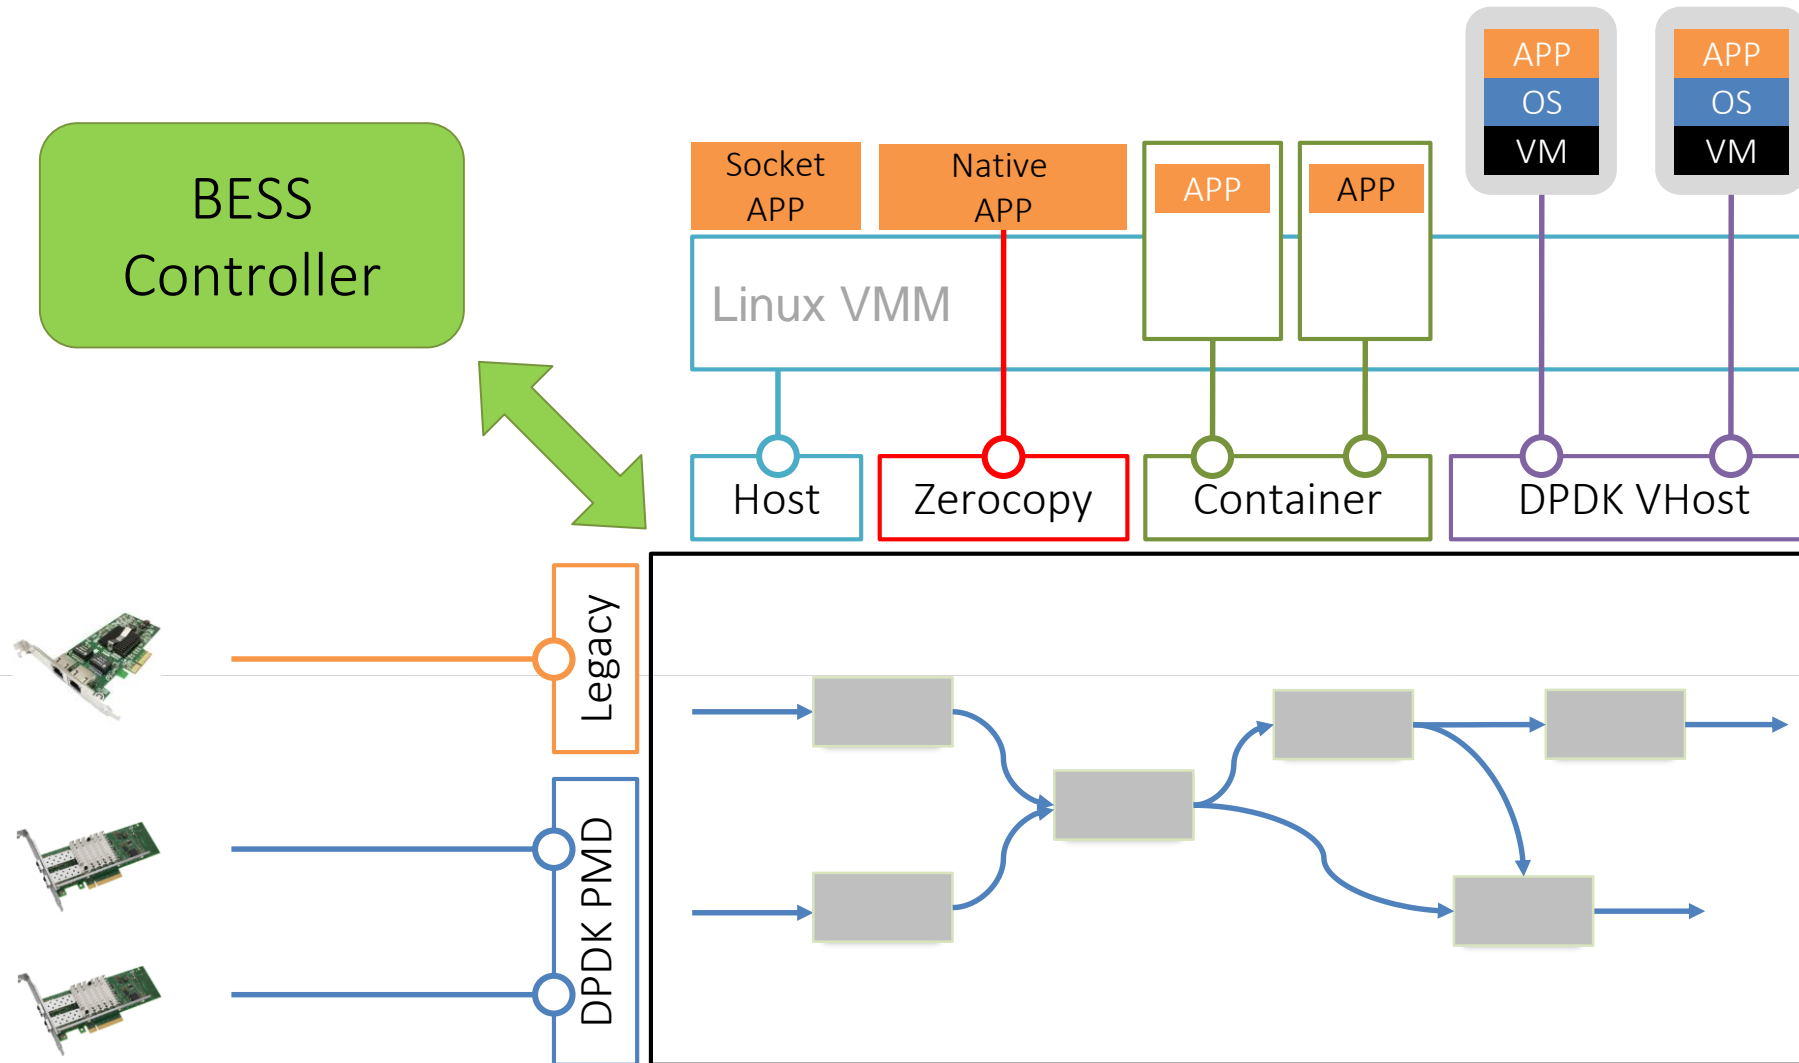 APP
OS
VM
APP
OS
VM
BESS
Controller
Socket
APP
Native
APP
APP
APP
Linux VMM
Host
Zerocopy
Container
DPDK VHost
Legacy
DPDK PMD